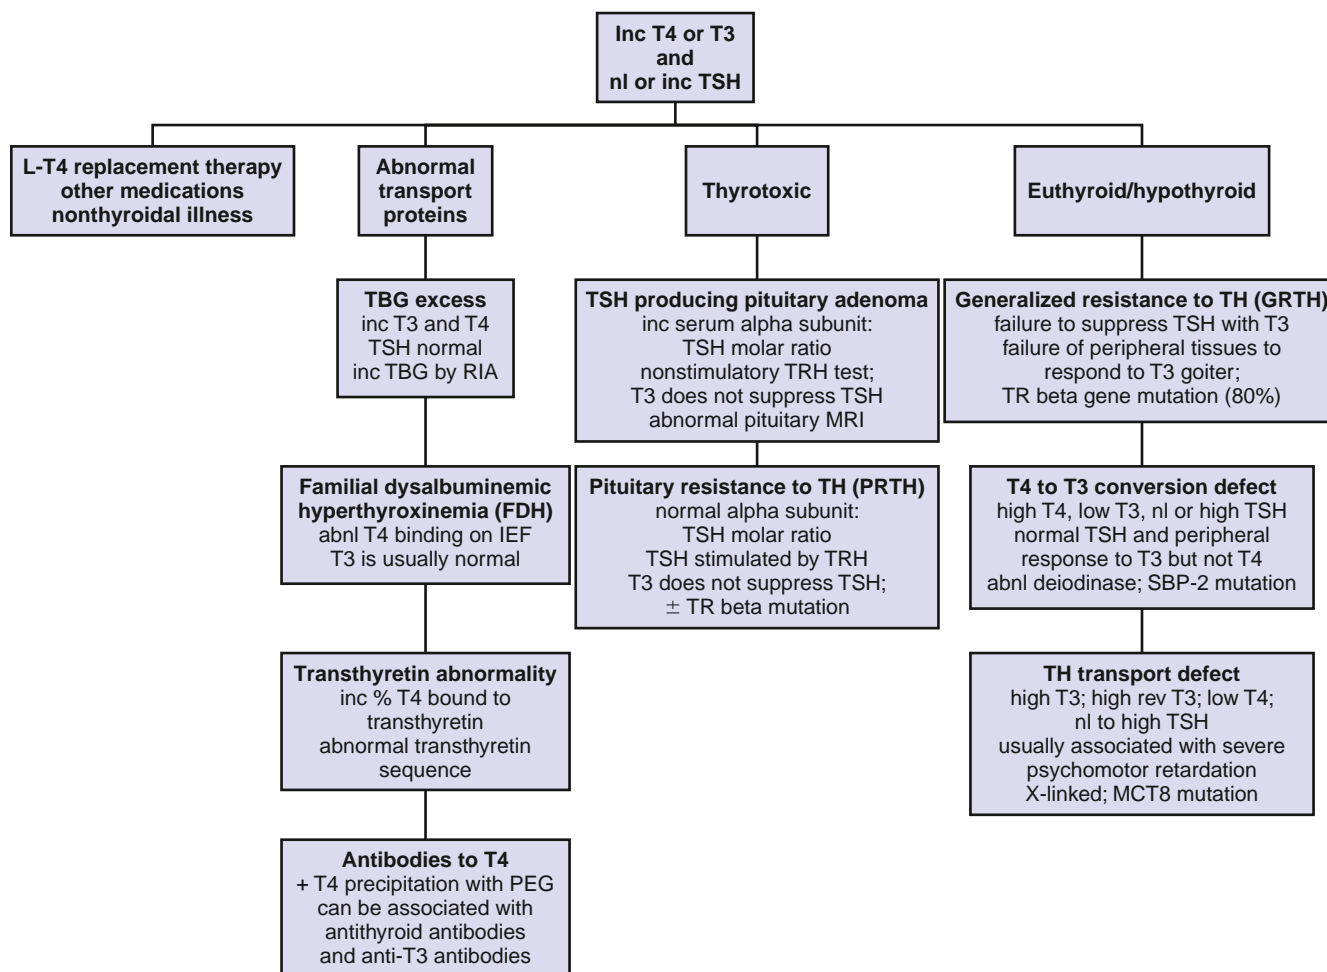 Inc T4 or T3
and
nl or inc TSH
L-T4 replacement therapy
other medications
nonthyroidal illness
Abnormal
transport
proteins
Thyrotoxic
Euthyroid/hypothyroid
TBG excess
inc T3 and T4
TSH normal
inc TBG by RIA
TSH producing pituitary adenoma
inc serum alpha subunit:
TSH molar ratio
nonstimulatory TRH test;
T3 does not suppress TSH
abnormal pituitary MRI
Generalized resistance to TH (GRTH)
failure to suppress TSH with T3
failure of peripheral tissues to
respond to T3 goiter;
TR beta gene mutation (80%)
Familial dysalbuminemic
hyperthyroxinemia (FDH)
abnl T4 binding on IEF
T3 is usually normal
Pituitary resistance to TH (PRTH)
normal alpha subunit:
TSH molar ratio
TSH stimulated by TRH
T3 does not suppress TSH;
± TR beta mutation
T4 to T3 conversion defect
high T4, low T3, nl or high TSH
normal TSH and peripheral
response to T3 but not T4
abnl deiodinase; SBP-2 mutation
Transthyretin abnormality
inc % T4 bound to
transthyretin
abnormal transthyretin
sequence
TH transport defect
high T3; high rev T3; low T4;
nl to high TSH
usually associated with severe
psychomotor retardation
X-linked; MCT8 mutation
Antibodies to T4
+ T4 precipitation with PEG
can be associated with
antithyroid antibodies
and anti-T3 antibodies